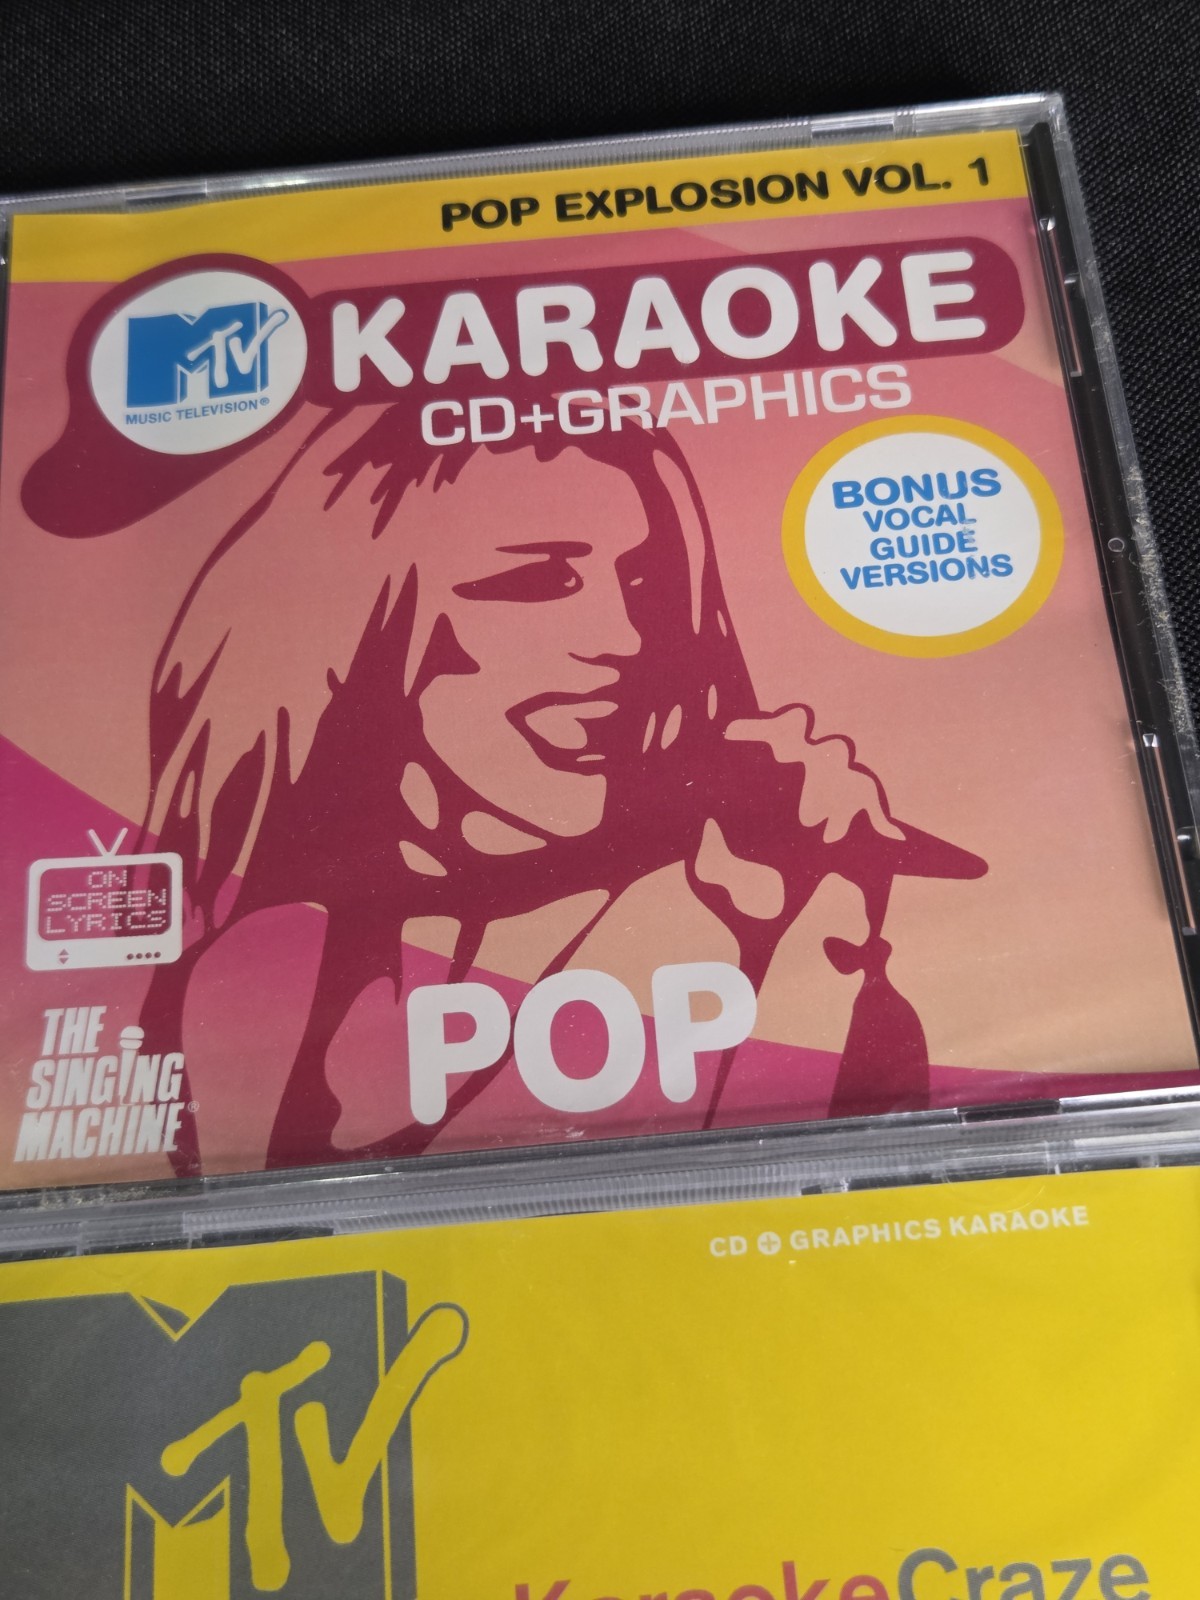 POP EXPLOSION VOL. 1
MTV
MUSIC TELEVISION®
KARAOKE
CD+GRAPHICS
BONUS
VOCAL
GUIDE
VERSIONS
ON
SCREEN
LYRICS
THE
SINGING
MACHINE®
POP
CD + GRAPHICS KARAOKE
MTV
KaraokeCraze